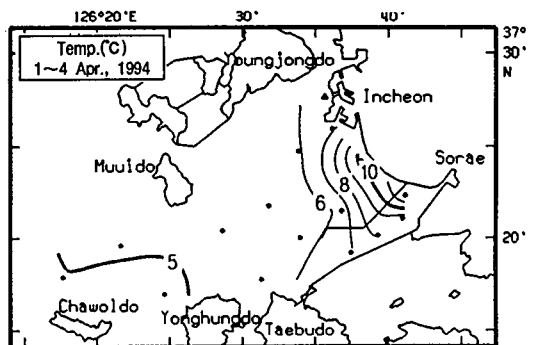 126°20′E 30′ 40′
37°
30′
N
Temp.(°C)
1~4 Apr., 1994
Incheon
Muuido
Sorae
10
8
6
20′
5
Chawoldo
Yonghungdo
Taebudo